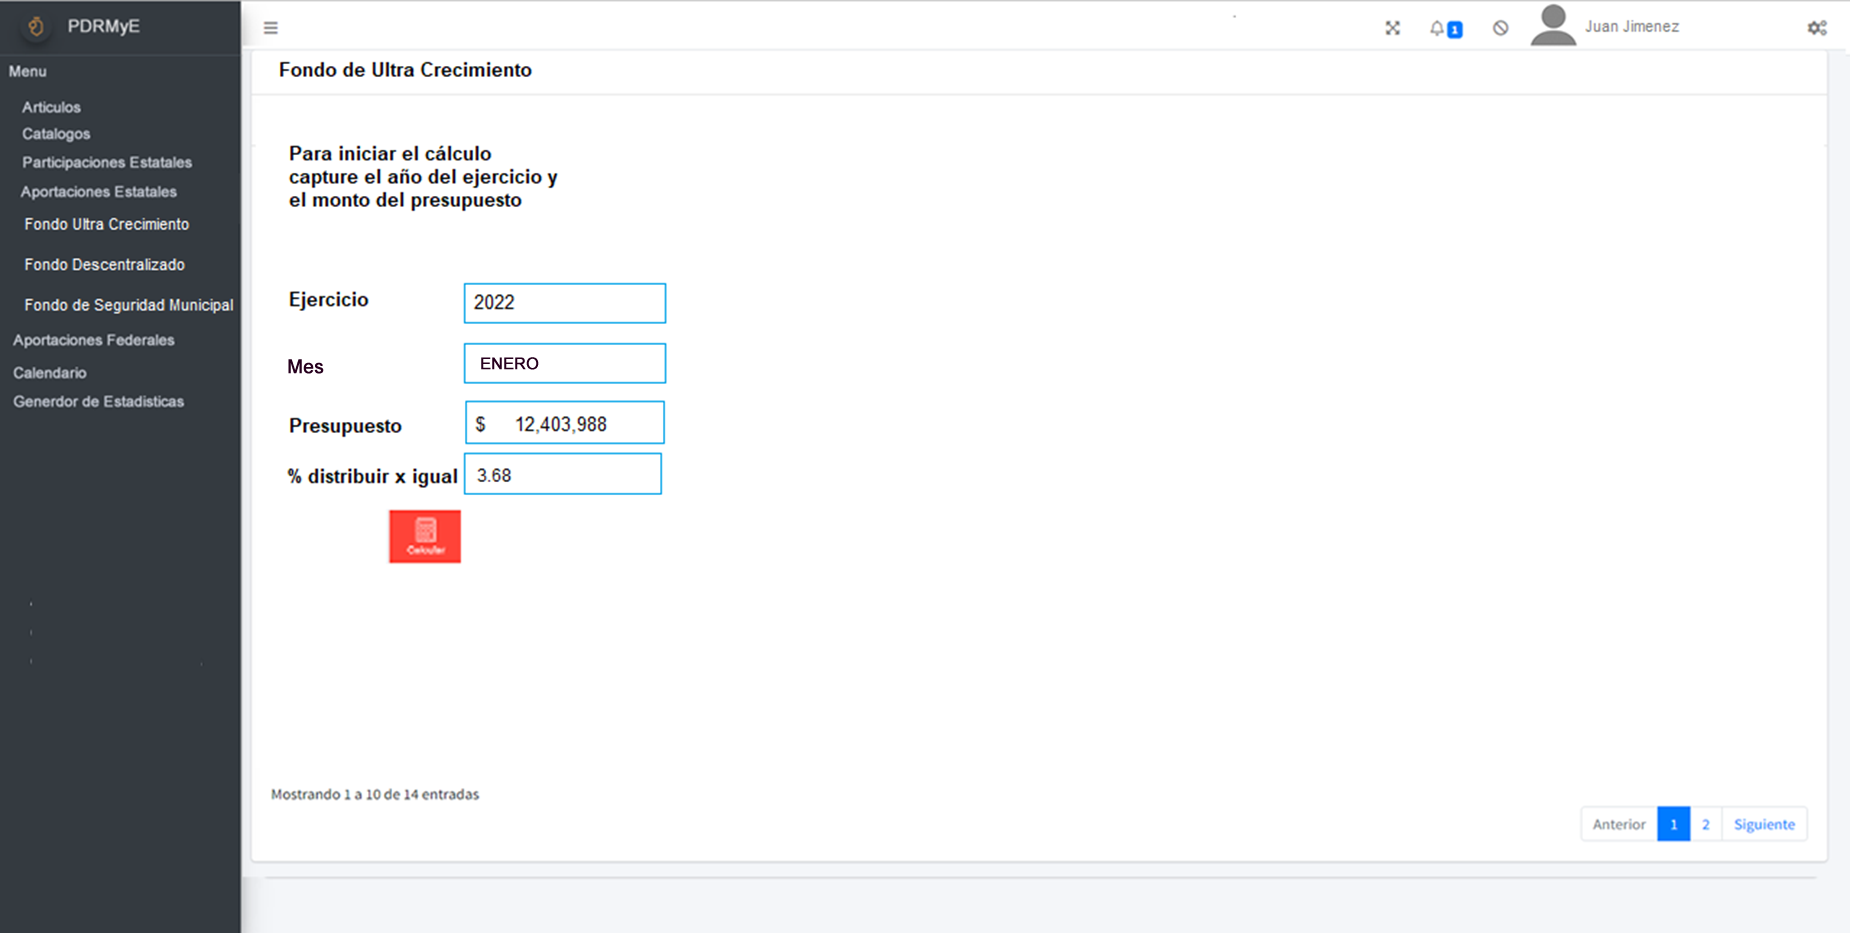 PDRMyE
1
Juan Jimenez
Menu
Articulos
Catalogos
Participaciones Estatales
Aportaciones Estatales
Fondo Ultra Crecimiento
Fondo Descentralizado
Fondo de Seguridad Municipal
Aportaciones Federales
Calendario
Generdor de Estadisticas
Fondo de Ultra Crecimiento
Para iniciar el cálculo
capture el año del ejercicio y
el monto del presupuesto
Ejercicio 2022
Mes ENERO
Presupuesto $ 12,403,988
% distribuir x igual 3.68
Calcular
Mostrando 1 a 10 de 14 entradas
Anterior 1 2 Siguiente